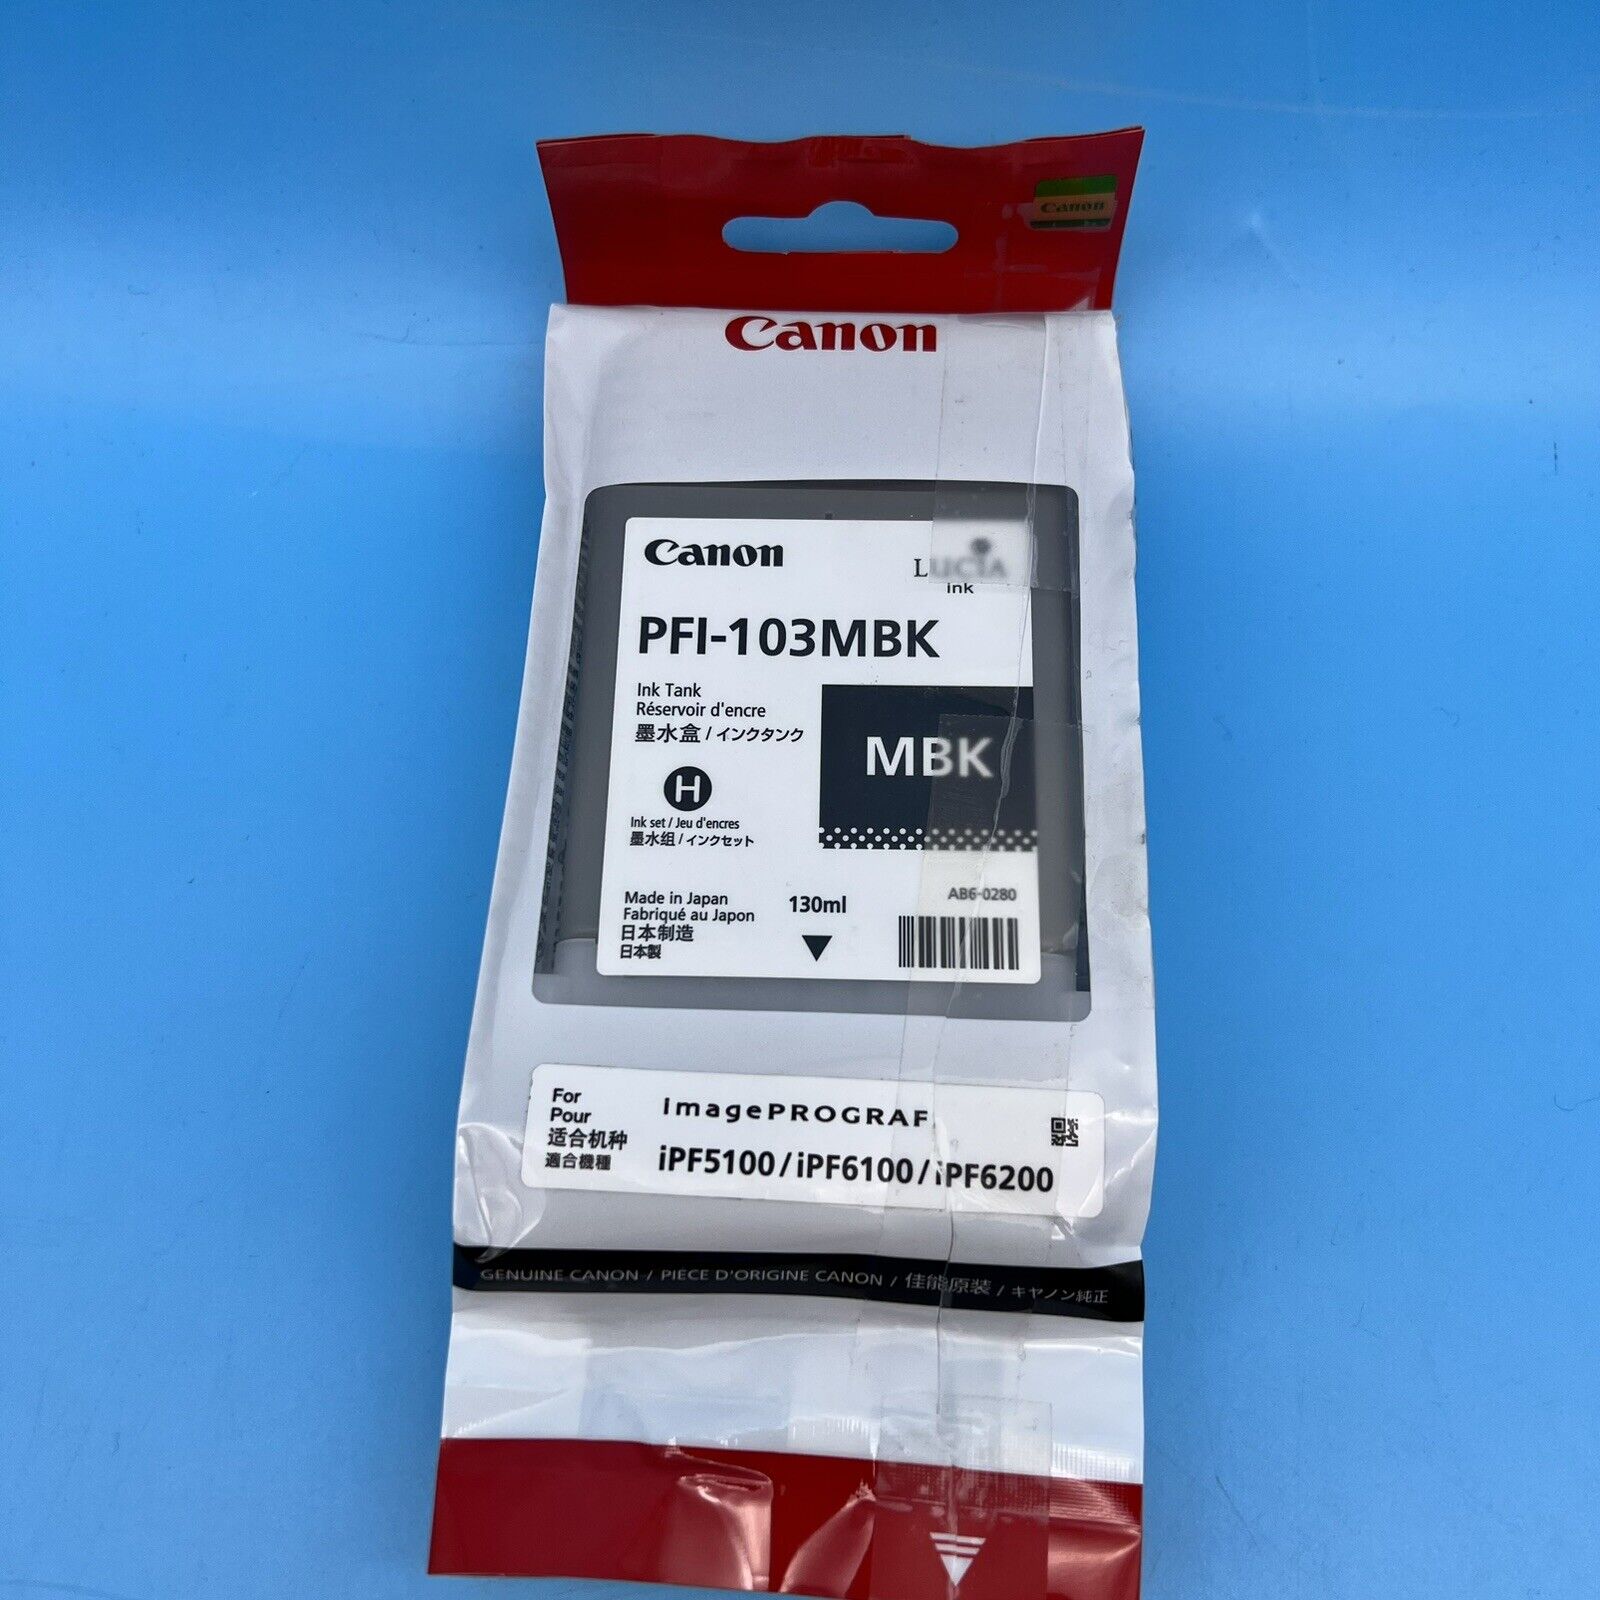 Canon
Canon
Canon
LUCIA
ink
PFI-103MBK
Ink Tank
Réservoir d'encre
墨水盒 / インクタンク
MBK
H
Ink set / Jeu d'encres
墨水组 / インクセット
Made in Japan
Fabriqué au Japon
日本制造
日本製
130ml
AB6-0280
For
Pour
适合机种
適合機種
imagePROGRAF
iPF5100/iPF6100/iPF6200
GENUINE CANON / PIECE D'ORIGINE CANON / 佳能原装 / キヤノン純正